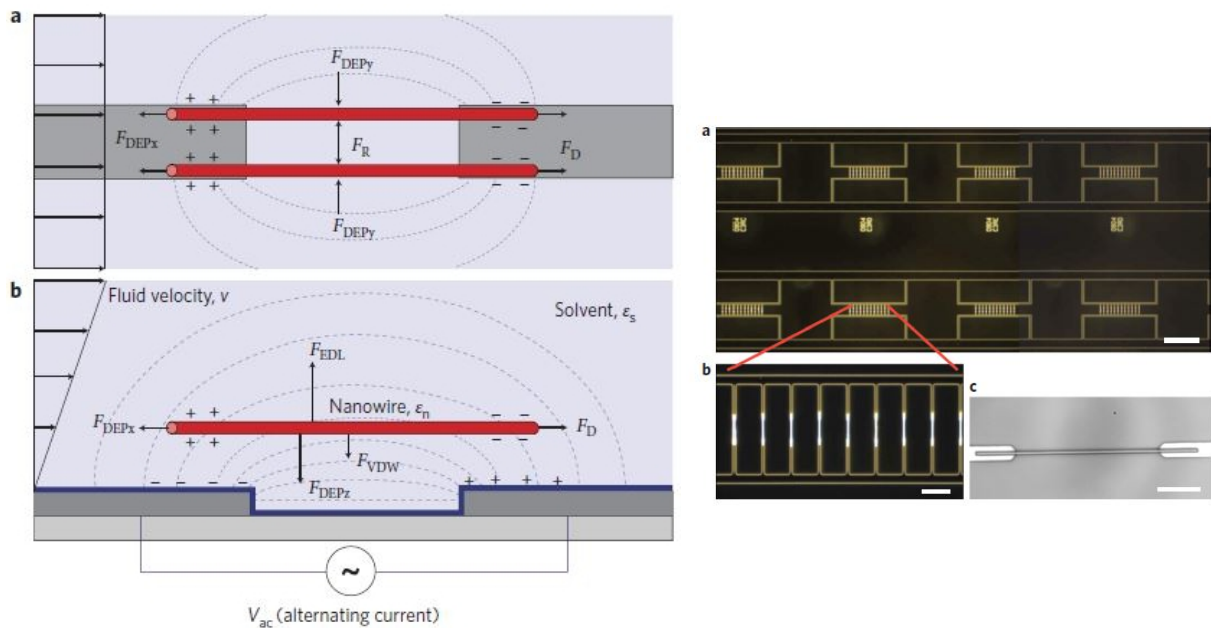 a
F_DEPy
+ + − −
F_DEPx
+ + − −
F_R
F_D
+ + − −
+ + − −
F_DEPy
b
Fluid velocity, v
Solvent, ε_s
F_EDL
Nanowire, ε_n
+ + − −
F_DEPx
F_D
+ + − −
F_VDW
F_DEPz
− − − − + + + +
~
V_ac (alternating current)
a
b
c